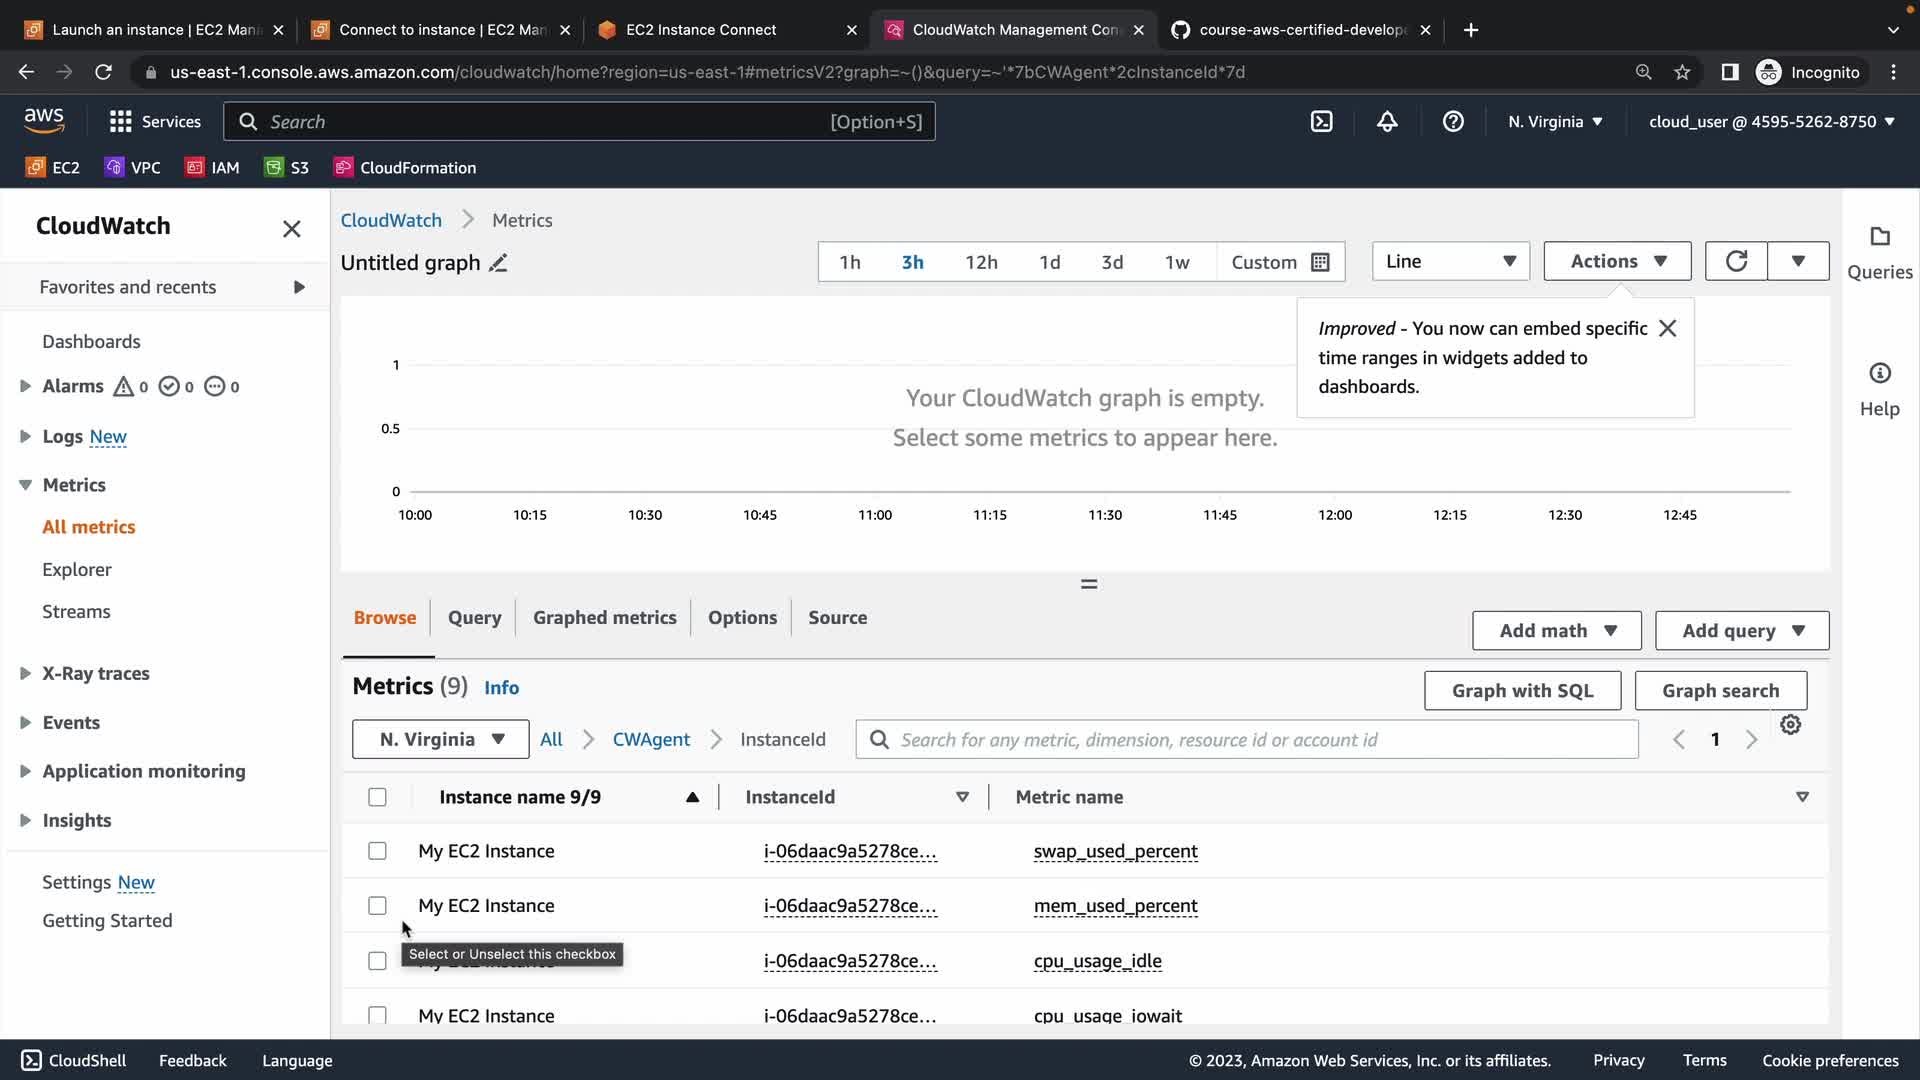 Launch an instance | EC2 Mana
Connect to instance | EC2 Man
EC2 Instance Connect
CloudWatch Management Con
course-aws-certified-develope
us-east-1.console.aws.amazon.com/cloudwatch/home?region=us-east-1#metricsV2?graph=~()&query=~'*7bCWAgent*2cInstanceId*7d
Incognito
aws
Services
Search
[Option+S]
N. Virginia
cloud_user @ 4595-5262-8750
EC2
VPC
IAM
S3
CloudFormation
CloudWatch
Favorites and recents
Dashboards
Alarms 0 0 0
Logs New
Metrics
All metrics
Explorer
Streams
X-Ray traces
Events
Application monitoring
Insights
Settings New
Getting Started
CloudWatch Metrics
Untitled graph
1h 3h 12h 1d 3d 1w Custom
Line
Actions
Queries
Help
Improved - You now can embed specific
time ranges in widgets added to
dashboards.
Your CloudWatch graph is empty.
Select some metrics to appear here.
1
0.5
0
10:00 10:15 10:30 10:45 11:00 11:15 11:30 11:45 12:00 12:15 12:30 12:45
Browse Query Graphed metrics Options Source
Add math
Add query
Metrics (9) Info
Graph with SQL
Graph search
N. Virginia
All CWAgent InstanceId
Search for any metric, dimension, resource id or account id
1
Instance name 9/9 InstanceId Metric name
My EC2 Instance i-06daac9a5278ce... swap_used_percent
My EC2 Instance i-06daac9a5278ce... mem_used_percent
Select or Unselect this checkbox
i-06daac9a5278ce... cpu_usage_idle
My EC2 Instance i-06daac9a5278ce... cpu_usage_iowait
CloudShell Feedback Language
© 2023, Amazon Web Services, Inc. or its affiliates. Privacy Terms Cookie preferences